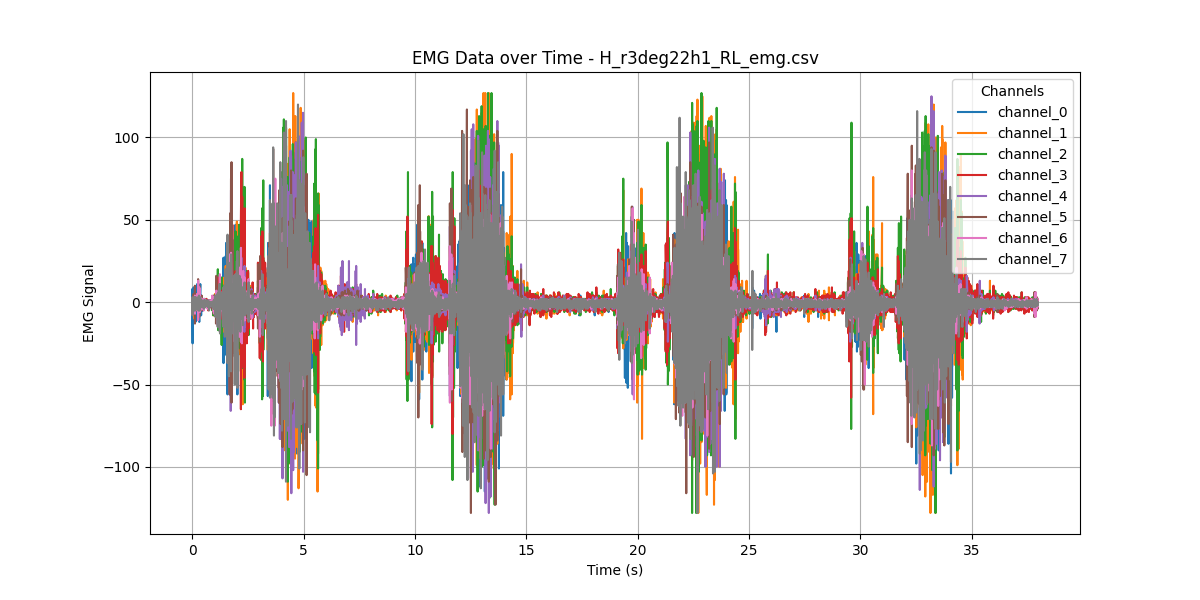 EMG Data over Time - H_r3deg22h1_RL_emg.csv
Channels
channel_0
channel_1
channel_2
channel_3
channel_4
channel_5
channel_6
channel_7
EMG Signal
100
50
0
−50
−100
0 5 10 15 20 25 30 35
Time (s)